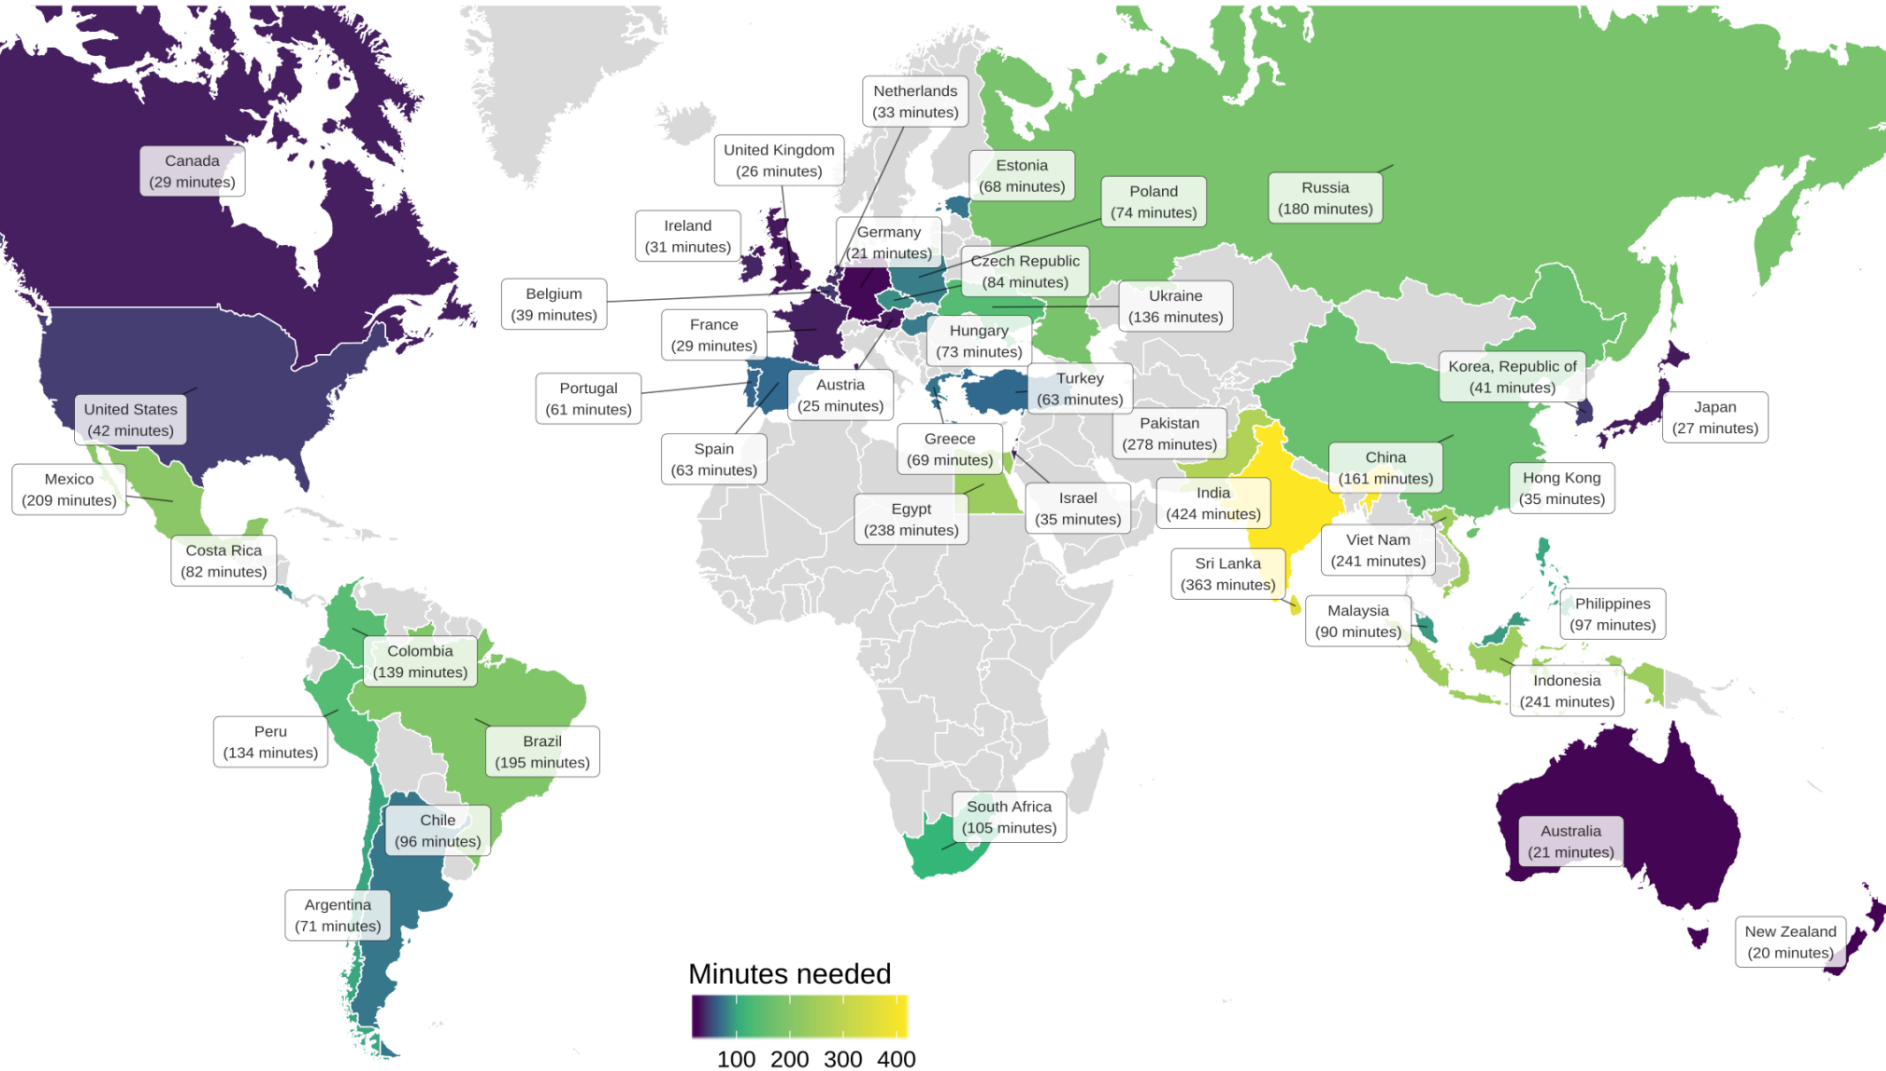 Netherlands
(33 minutes)
United Kingdom
(26 minutes)
Canada
(29 minutes)
Estonia
(68 minutes)
Poland
(74 minutes)
Russia
(180 minutes)
Ireland
(31 minutes)
Germany
(21 minutes)
Czech Republic
(84 minutes)
Belgium
(39 minutes)
Ukraine
(136 minutes)
France
(29 minutes)
Hungary
(73 minutes)
Korea, Republic of
(41 minutes)
Portugal
(61 minutes)
Austria
(25 minutes)
Turkey
(63 minutes)
United States
(42 minutes)
Japan
(27 minutes)
Pakistan
(278 minutes)
Spain
(63 minutes)
Greece
(69 minutes)
China
(161 minutes)
Mexico
(209 minutes)
Hong Kong
(35 minutes)
Israel
(35 minutes)
India
(424 minutes)
Egypt
(238 minutes)
Viet Nam
(241 minutes)
Costa Rica
(82 minutes)
Sri Lanka
(363 minutes)
Malaysia
(90 minutes)
Philippines
(97 minutes)
Colombia
(139 minutes)
Indonesia
(241 minutes)
Peru
(134 minutes)
Brazil
(195 minutes)
South Africa
(105 minutes)
Chile
(96 minutes)
Australia
(21 minutes)
Argentina
(71 minutes)
New Zealand
(20 minutes)
Minutes needed
100 200 300 400